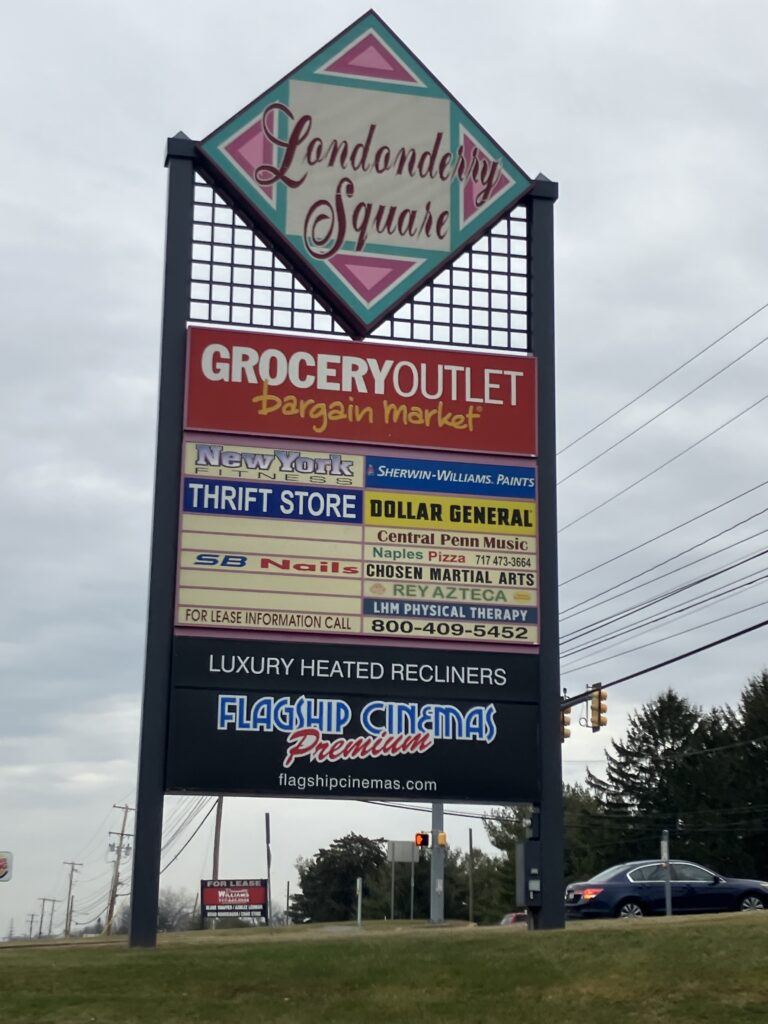 Londonderry
Square
GROCERYOUTLET
bargain market
NewYork
FITNESS
SHERWIN-WILLIAMS. PAINTS
THRIFT STORE
DOLLAR GENERAL
Central Penn Music
Naples Pizza 717 473-3664
SB Nails
CHOSEN MARTIAL ARTS
REY AZTECA
LHM PHYSICAL THERAPY
FOR LEASE INFORMATION CALL
800-409-5452
LUXURY HEATED RECLINERS
FLAGSHIP CINEMAS
Premium
flagshipcinemas.com
FOR LEASE
WILLIAMS